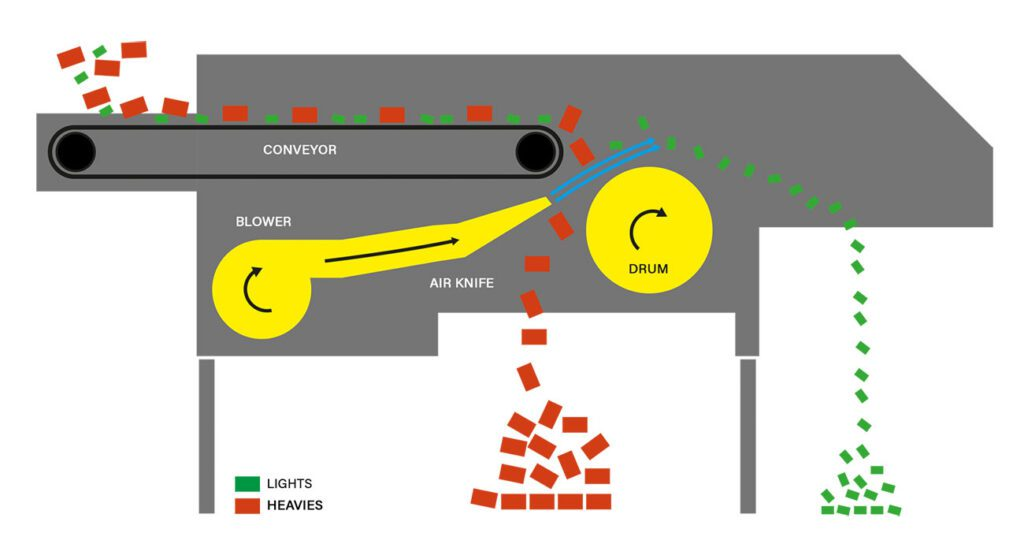 CONVEYOR
BLOWER
AIR KNIFE
DRUM
LIGHTS
HEAVIES